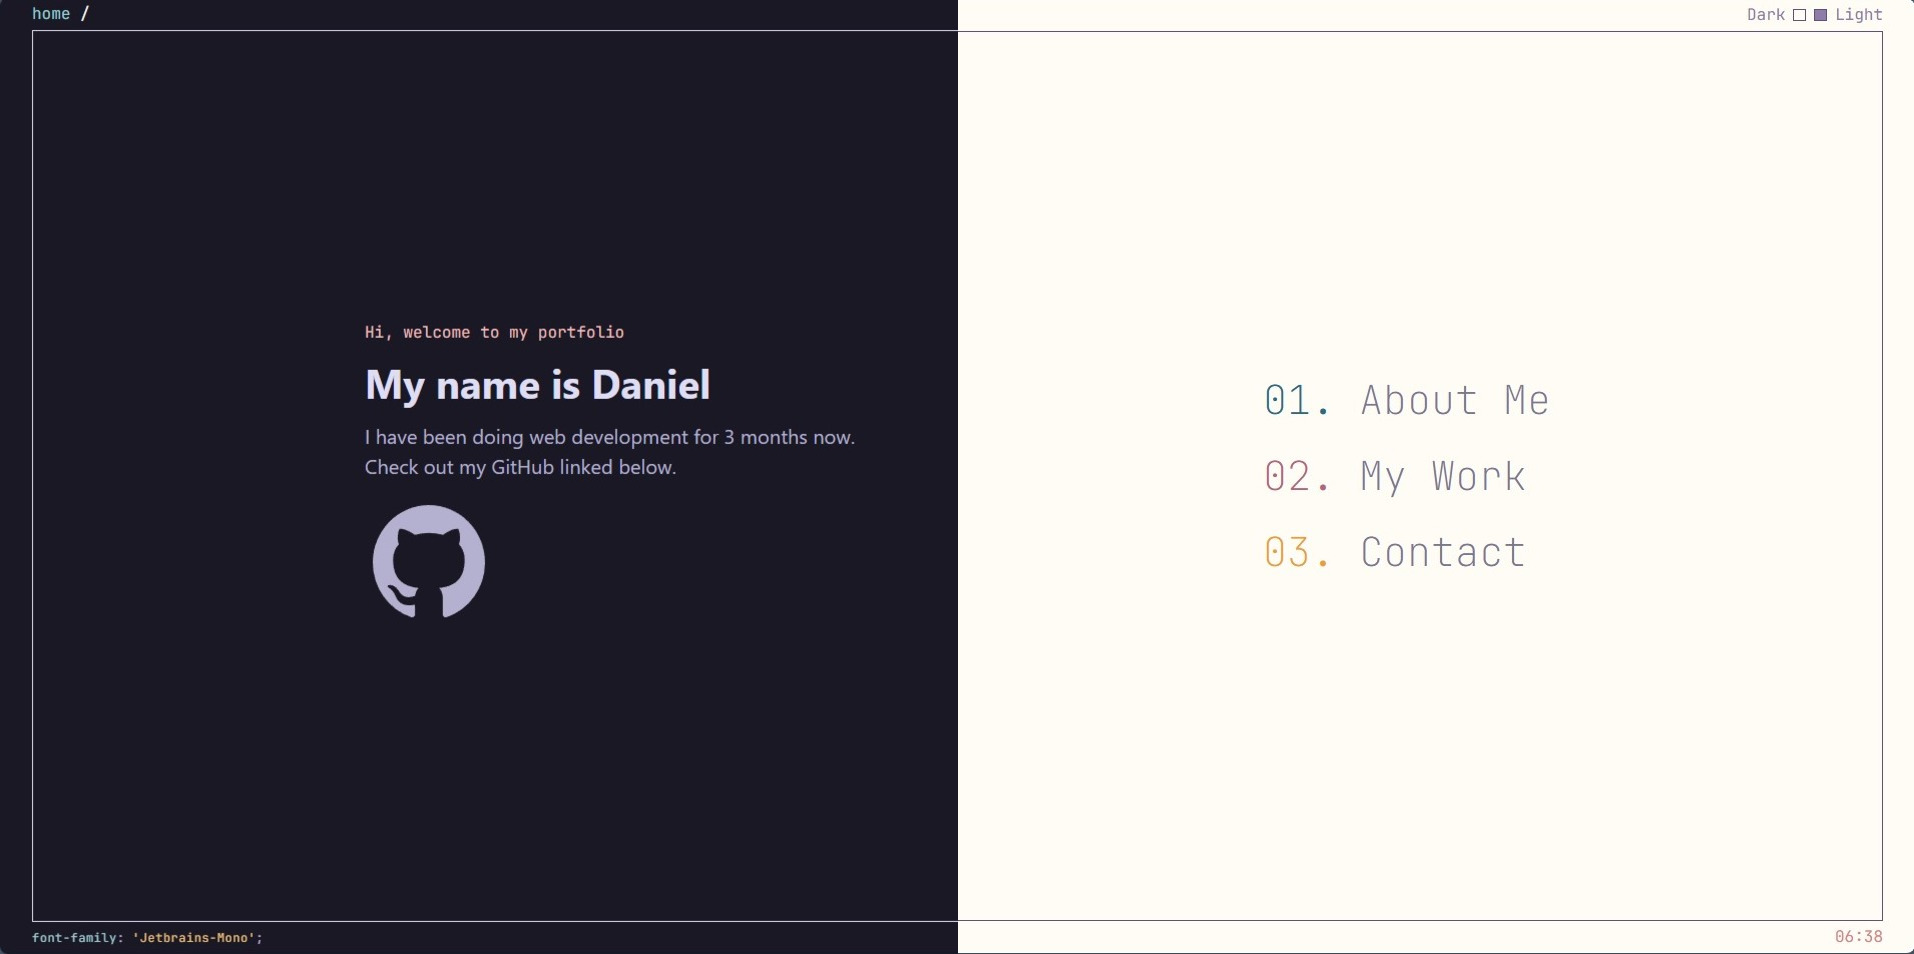 home /
Dark Light
Hi, welcome to my portfolio
My name is Daniel
I have been doing web development for 3 months now.
Check out my GitHub linked below.
01. About Me
02. My Work
03. Contact
font-family: 'Jetbrains-Mono';
06:38